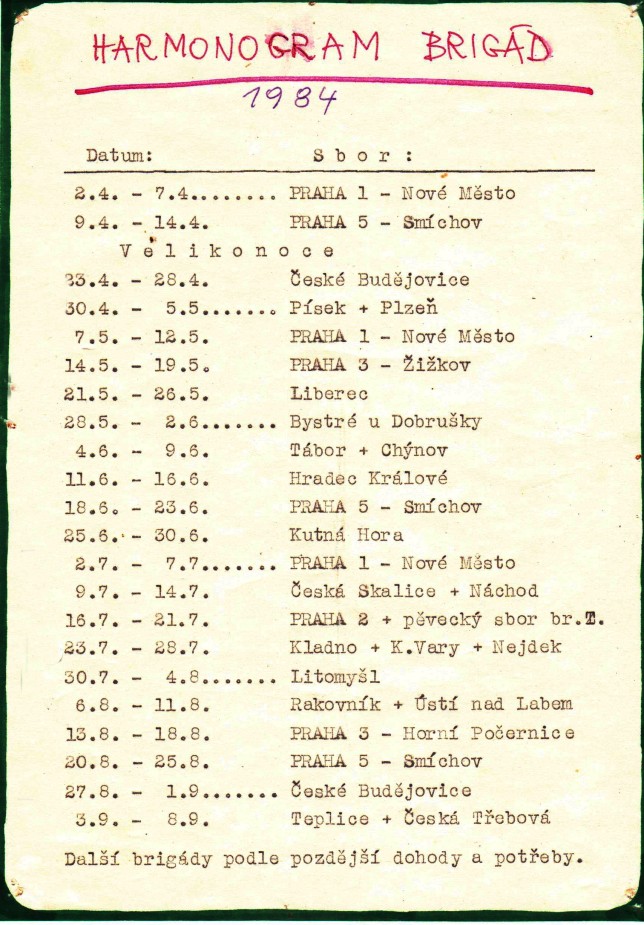 HARMONOGRAM BRIGÁD
1984
Datum: Sbor:
2.4. - 7.4........ PRAHA 1 - Nové Město
9.4. - 14.4. PRAHA 5 - Smíchov
Velikonoce
23.4. - 28.4. České Budějovice
30.4. - 5.5....... Písek + Plzeň
7.5. - 12.5. PRAHA 1 - Nové Město
14.5. - 19.5. PRAHA 3 - Žižkov
21.5. - 26.5. Liberec
28.5. - 2.6....... Bystré u Dobrušky
4.6. - 9.6. Tábor + Chýnov
11.6. - 16.6. Hradec Králové
18.6. - 23.6. PRAHA 5 - Smíchov
25.6. - 30.6. Kutná Hora
2.7. - 7.7....... PRAHA 1 - Nové Město
9.7. - 14.7. Česká Skalice + Náchod
16.7. - 21.7. PRAHA 2 + pěvecký sbor br.T.
23.7. - 28.7. Kladno + K.Vary + Nejdek
30.7. - 4.8....... Litomyšl
6.8. - 11.8. Rakovník + Ústí nad Labem
13.8. - 18.8. PRAHA 3 - Horní Počernice
20.8. - 25.8. PRAHA 5 - Smíchov
27.8. - 1.9....... České Budějovice
3.9. - 8.9. Teplice + Česká Třebová
Další brigády podle pozdější dohody a potřeby.